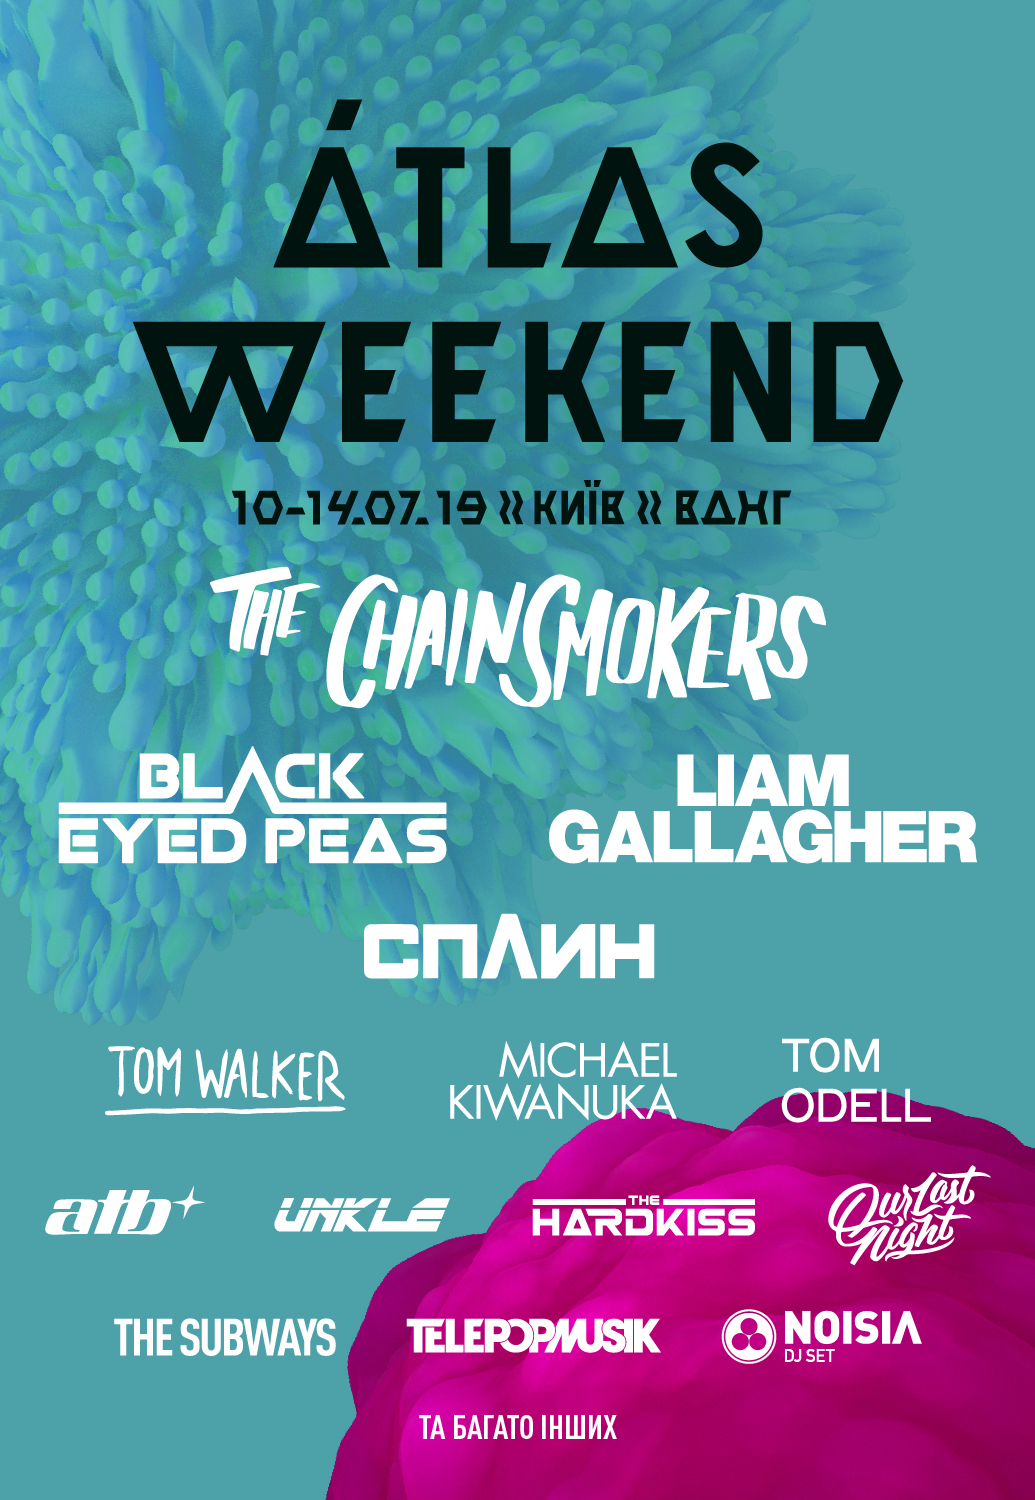 ÁTLAS
WEEKEND
10-14.07.19 // КИЇВ // ВДНГ
THE CHAINSMOKERS
BLACK
EYED PEAS
LIAM
GALLAGHER
СПЛИН
TOM WALKER
MICHAEL
KIWANUKA
TOM
ODELL
atb
UNKLE
THE
HARDKISS
Our Last
Night
THE SUBWAYS
TELEPOPMUSIK
NOISIA
DJ SET
ТА БАГАТО ІНШИХ